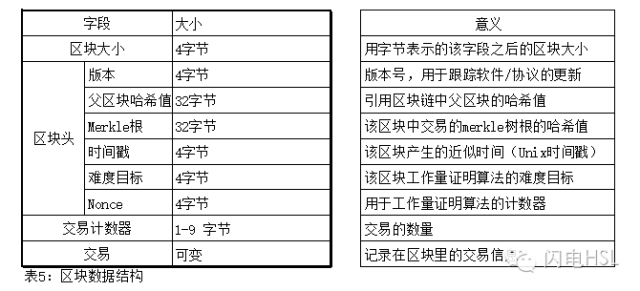 字段 大小 意义
区块大小 4字节 用字节表示的该字段之后的区块大小
版本 4字节 版本号，用于跟踪软件/协议的更新
父区块哈希值 32字节 引用区块链中父区块的哈希值
区块头 Merkle根 32字节 该区块中交易的merkle树根的哈希值
时间戳 4字节 该区块产生的近似时间（Unix时间戳）
难度目标 4字节 该区块工作量证明算法的难度目标
Nonce 4字节 用于工作量证明算法的计数器
交易计数器 1-9 字节 交易的数量
交易 可变 记录在区块里的交易信
闪电HSL
表5：区块数据结构